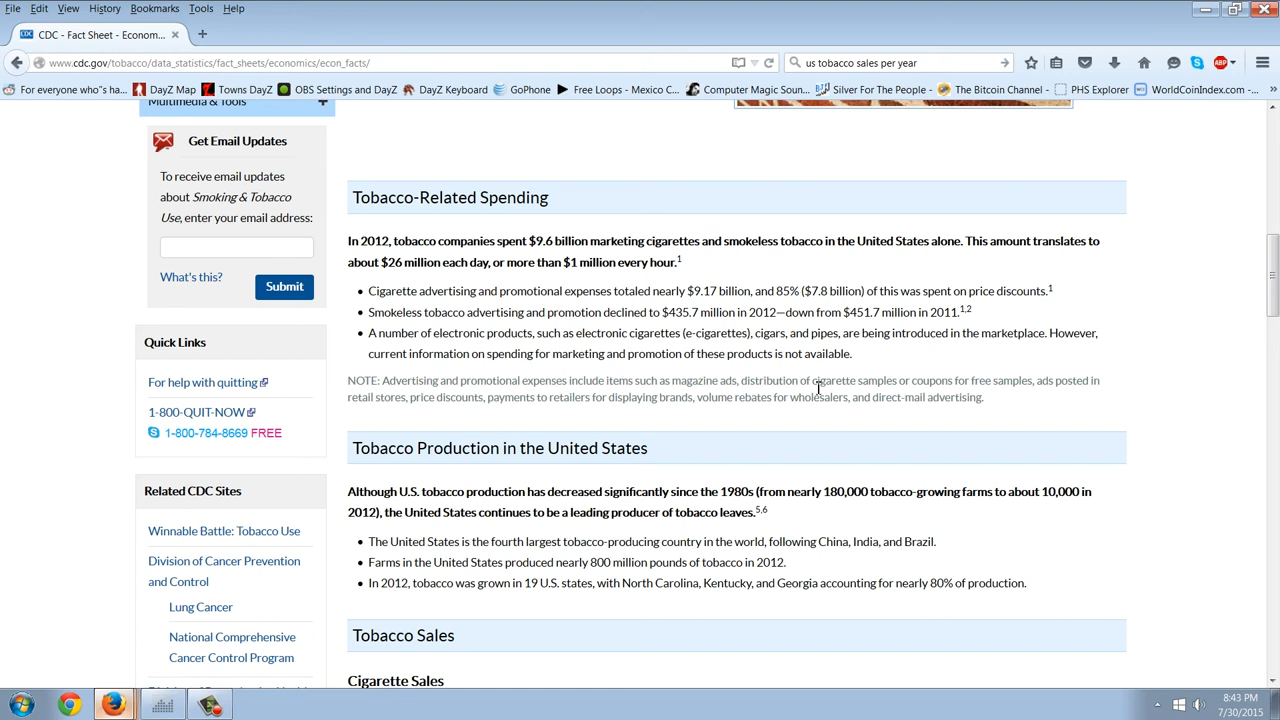 File Edit View History Bookmarks Tools Help
CDC - Fact Sheet - Econom...
www.cdc.gov/tobacco/data_statistics/fact_sheets/economics/econ_facts/
us tobacco sales per year
For everyone who"s ha... DayZ Map Towns DayZ OBS Settings and DayZ DayZ Keyboard GoPhone Free Loops - Mexico C... Computer Magic Soun... Silver For The People - ... The Bitcoin Channel - ... PHS Explorer WorldCoinIndex.com -...
Multimedia & Tools
Get Email Updates
To receive email updates
about Smoking & Tobacco
Use, enter your email address:
What's this?
Submit
Quick Links
For help with quitting
1-800-QUIT-NOW
1-800-784-8669 FREE
Related CDC Sites
Winnable Battle: Tobacco Use
Division of Cancer Prevention
and Control
Lung Cancer
National Comprehensive
Cancer Control Program
Tobacco-Related Spending
In 2012, tobacco companies spent $9.6 billion marketing cigarettes and smokeless tobacco in the United States alone. This amount translates to
about $26 million each day, or more than $1 million every hour.1
• Cigarette advertising and promotional expenses totaled nearly $9.17 billion, and 85% ($7.8 billion) of this was spent on price discounts.1
• Smokeless tobacco advertising and promotion declined to $435.7 million in 2012—down from $451.7 million in 2011.1,2
• A number of electronic products, such as electronic cigarettes (e-cigarettes), cigars, and pipes, are being introduced in the marketplace. However,
current information on spending for marketing and promotion of these products is not available.
NOTE: Advertising and promotional expenses include items such as magazine ads, distribution of cigarette samples or coupons for free samples, ads posted in
retail stores, price discounts, payments to retailers for displaying brands, volume rebates for wholesalers, and direct-mail advertising.
Tobacco Production in the United States
Although U.S. tobacco production has decreased significantly since the 1980s (from nearly 180,000 tobacco-growing farms to about 10,000 in
2012), the United States continues to be a leading producer of tobacco leaves.5,6
• The United States is the fourth largest tobacco-producing country in the world, following China, India, and Brazil.
• Farms in the United States produced nearly 800 million pounds of tobacco in 2012.
• In 2012, tobacco was grown in 19 U.S. states, with North Carolina, Kentucky, and Georgia accounting for nearly 80% of production.
Tobacco Sales
Cigarette Sales
8:43 PM
7/30/2015